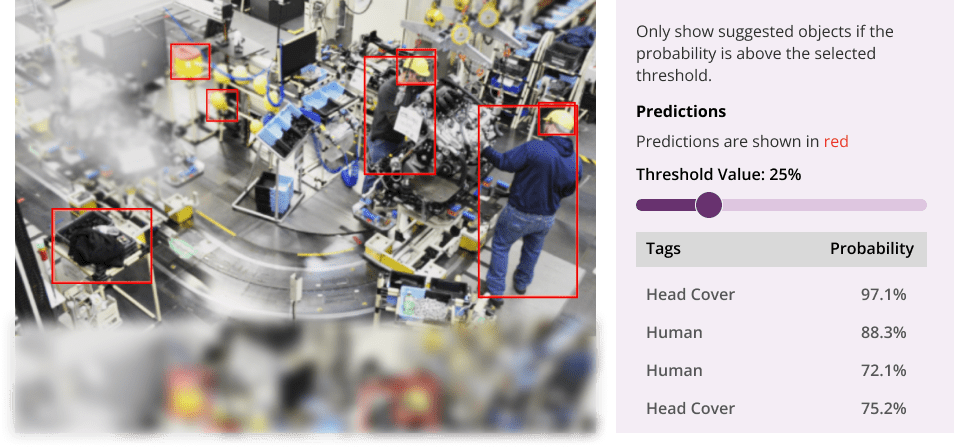 Only show suggested objects if the
probability is above the selected
threshold.
Predictions
Predictions are shown in red
Threshold Value: 25%
Tags Probability
Head Cover 97.1%
Human 88.3%
Human 72.1%
Head Cover 75.2%